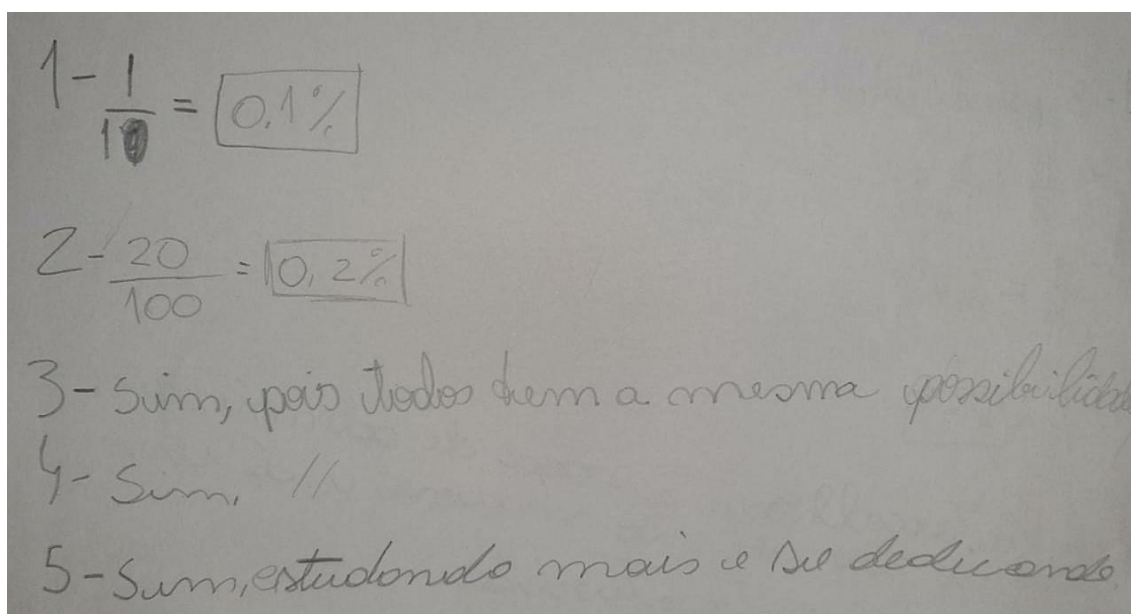 1 - 1/10 = 0,1%
2 - 20/100 = 0,2%
3 - Sim, pois todos tem a mesma possibilidade
4 - Sim. //
5 - Sim, estudando mais e se dedicando